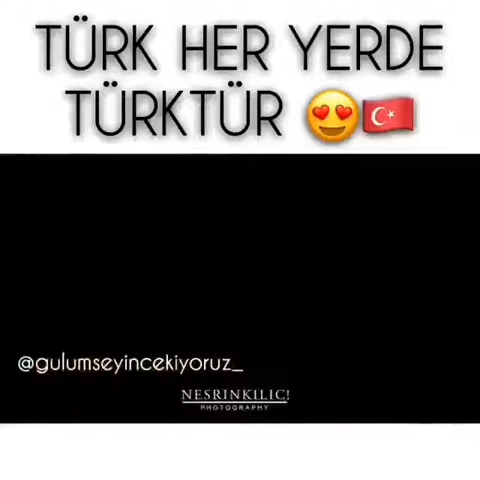 TÜRK HER YERDE
TÜRKTÜR 😍🇹🇷
@gulumseyincekiyoruz_
NESRINKILIC!
PHOTOGRAPHY